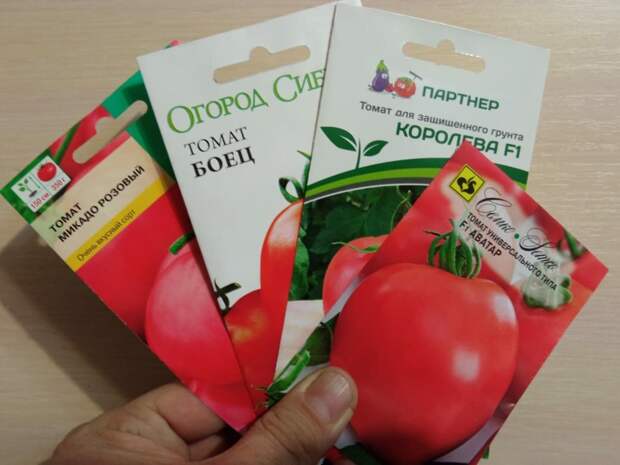 150 см. 350 г
ТОМАТ
МИКАДО РОЗОВЫЙ
Очень вкусный сорт
ОГОРОД СИБ
ТОМАТ
БОЕЦ
ПАРТНЕР
Томат для защищенного грунта
КОРОЛЕВА F1
ТОМАТ УНИВЕРСАЛЬНОГО ТИПА
F1 АВАТАР